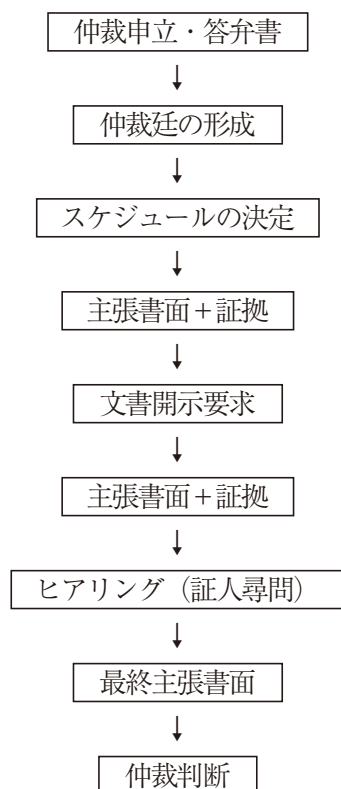 仲裁申立・答弁書
↓
仲裁廷の形成
↓
スケジュールの決定
↓
主張書面+証拠
↓
文書開示要求
↓
主張書面+証拠
↓
ヒアリング（証人尋問）
↓
最終主張書面
↓
仲裁判断